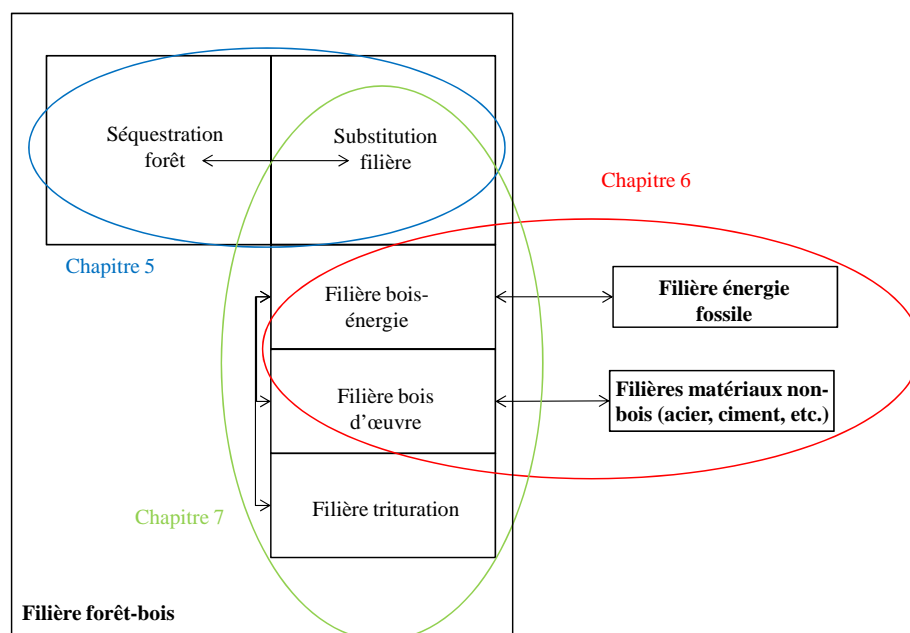 Séquestration
forêt
Substitution
filière
Chapitre 6
Chapitre 5
Filière bois-
énergie
Filière énergie
fossile
Filière bois
d’œuvre
Filières matériaux non-
bois (acier, ciment, etc.)
Chapitre 7
Filière trituration
Filière forêt-bois